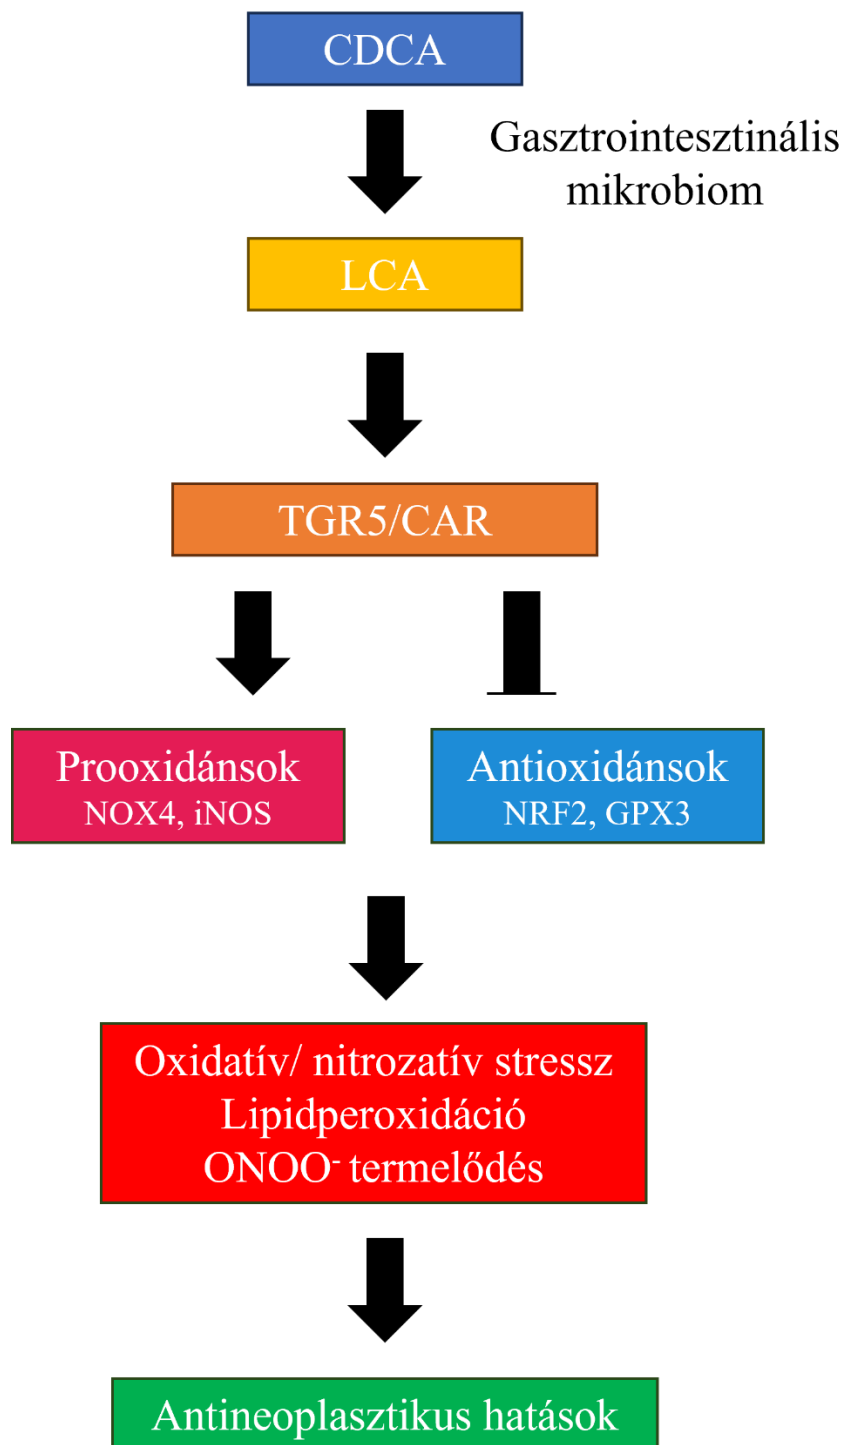 CDCA
Gasztrointesztinális
mikrobiom
LCA
TGR5/CAR
Prooxidánsok
NOX4, iNOS
Antioxidánsok
NRF2, GPX3
Oxidatív/ nitrozatív stressz
Lipidperoxidáció
ONOO⁻ termelődés
Antineoplasztikus hatások